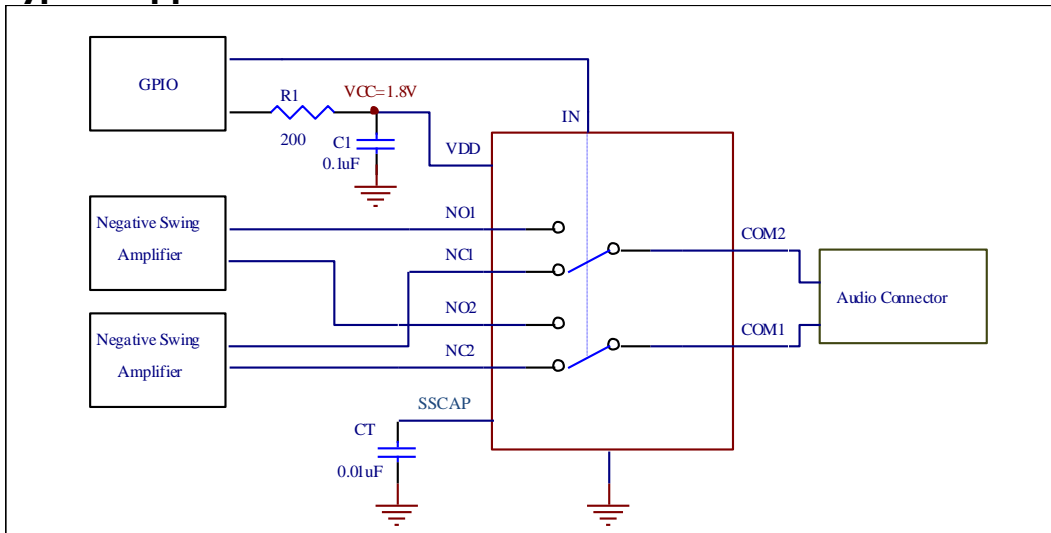 GPIO
R1
200
VCC=1.8V
C1
0.1uF
IN
VDD
Negative Swing
Amplifier
NO1
NC1
NO2
NC2
Negative Swing
Amplifier
COM2
COM1
Audio Connector
SSCAP
CT
0.01uF